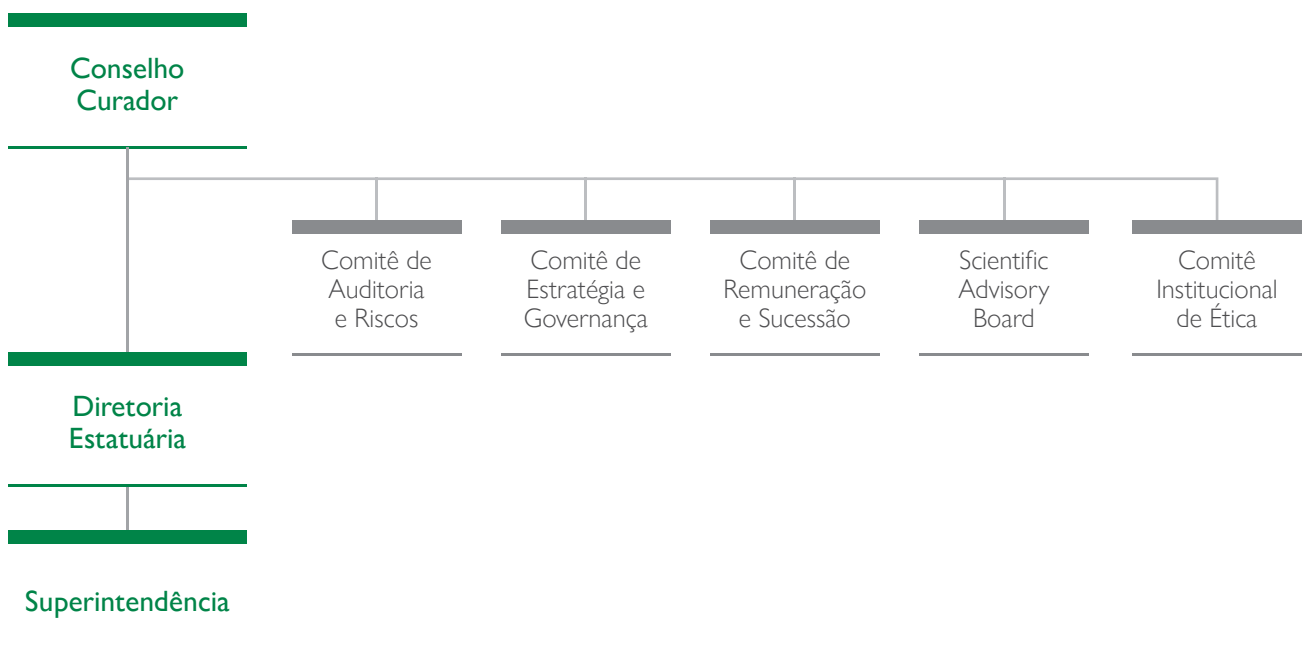 Conselho
Curador
Comitê de
Auditoria
e Riscos
Comitê de
Estratégia e
Governança
Comitê de
Remuneração
e Sucessão
Scientific
Advisory
Board
Comitê
Institucional
de Ética
Diretoria
Estatuária
Superintendência